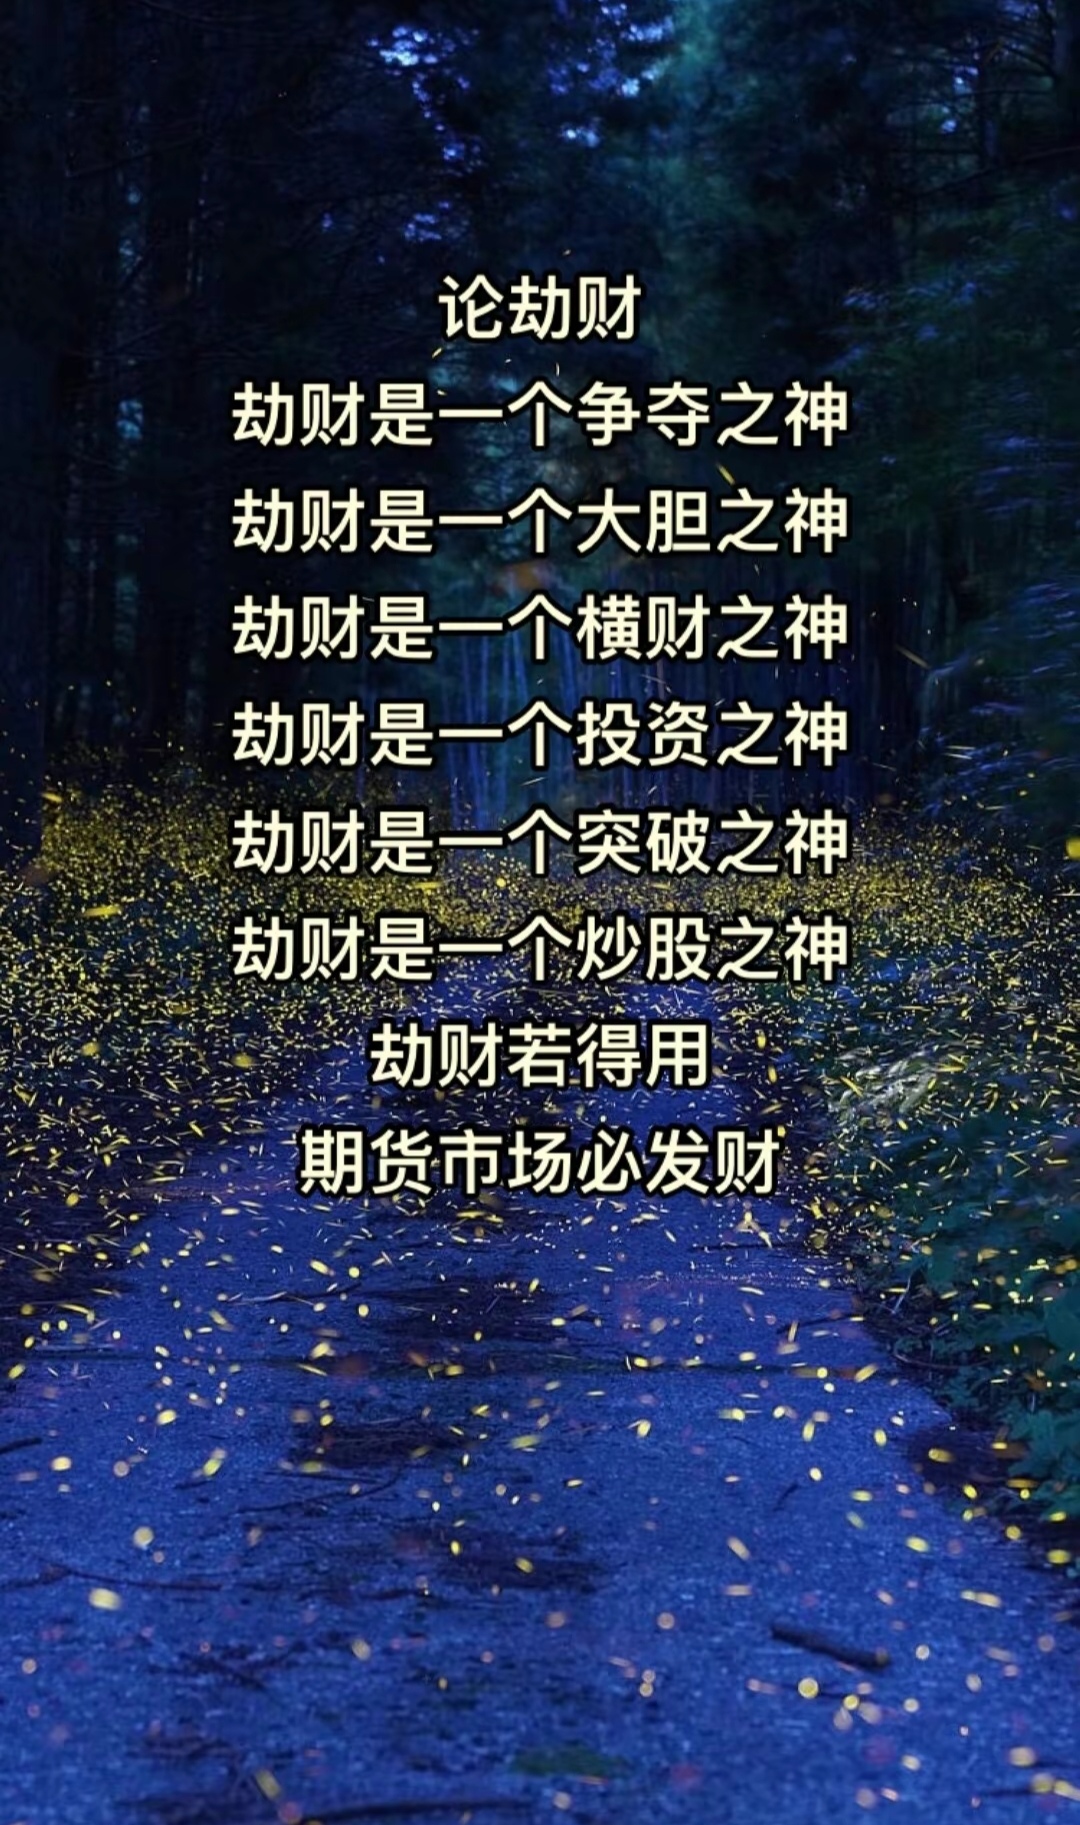 论劫财
劫财是一个争夺之神
劫财是一个大胆之神
劫财是一个横财之神
劫财是一个投资之神
劫财是一个突破之神
劫财是一个炒股之神
劫财若得用
期货市场必发财